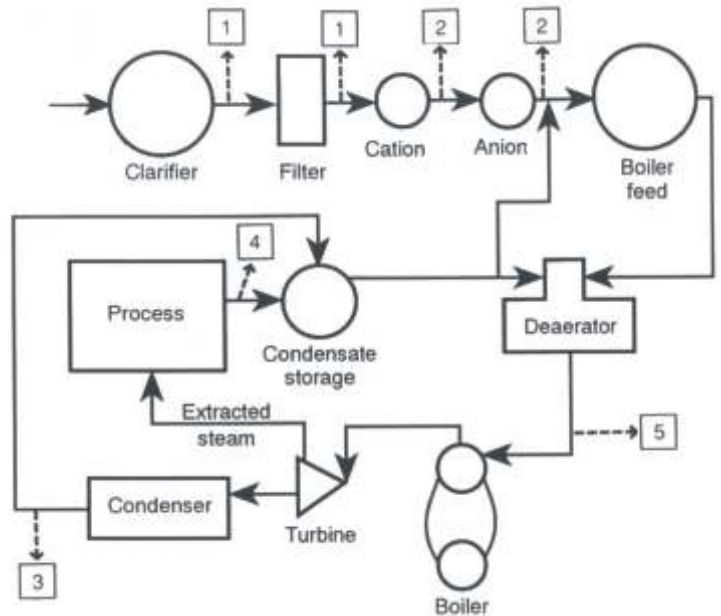 1
1
2
2
Clarifier
Filter
Cation
Anion
Boiler
feed
4
Process
Condensate
storage
Deaerator
Extracted
steam
5
Condenser
Turbine
3
Boiler